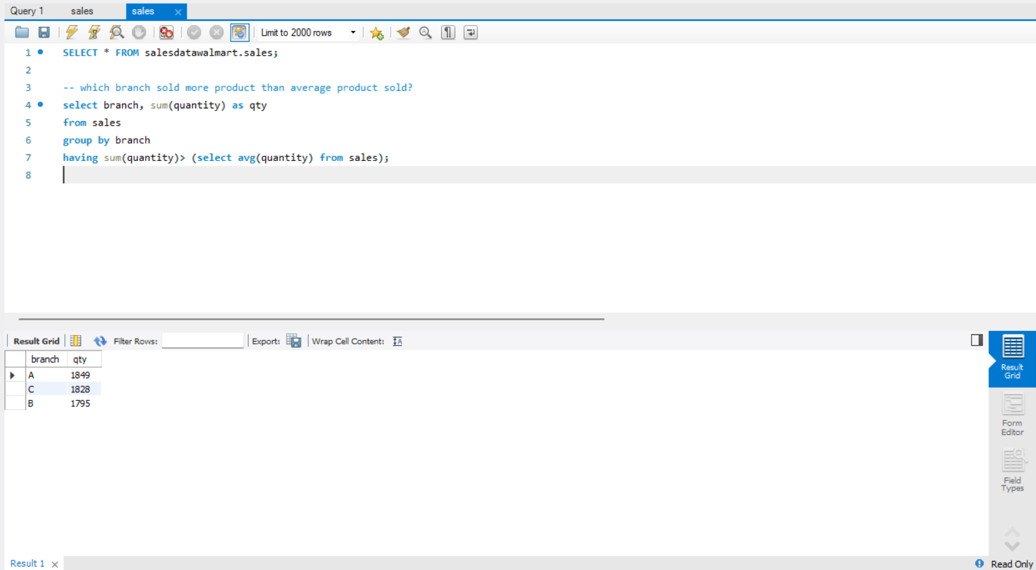 Query 1 sales sales
Limit to 2000 rows
1 SELECT * FROM salesdatawalmart.sales;
2
3 -- which branch sold more product than average product sold?
4 select branch, sum(quantity) as qty
5 from sales
6 group by branch
7 having sum(quantity)> (select avg(quantity) from sales);
8
Result Grid Filter Rows: Export: Wrap Cell Content:
branch qty
A 1849
C 1828
B 1795
Result
Grid
Form
Editor
Field
Types
Result 1
Read Only